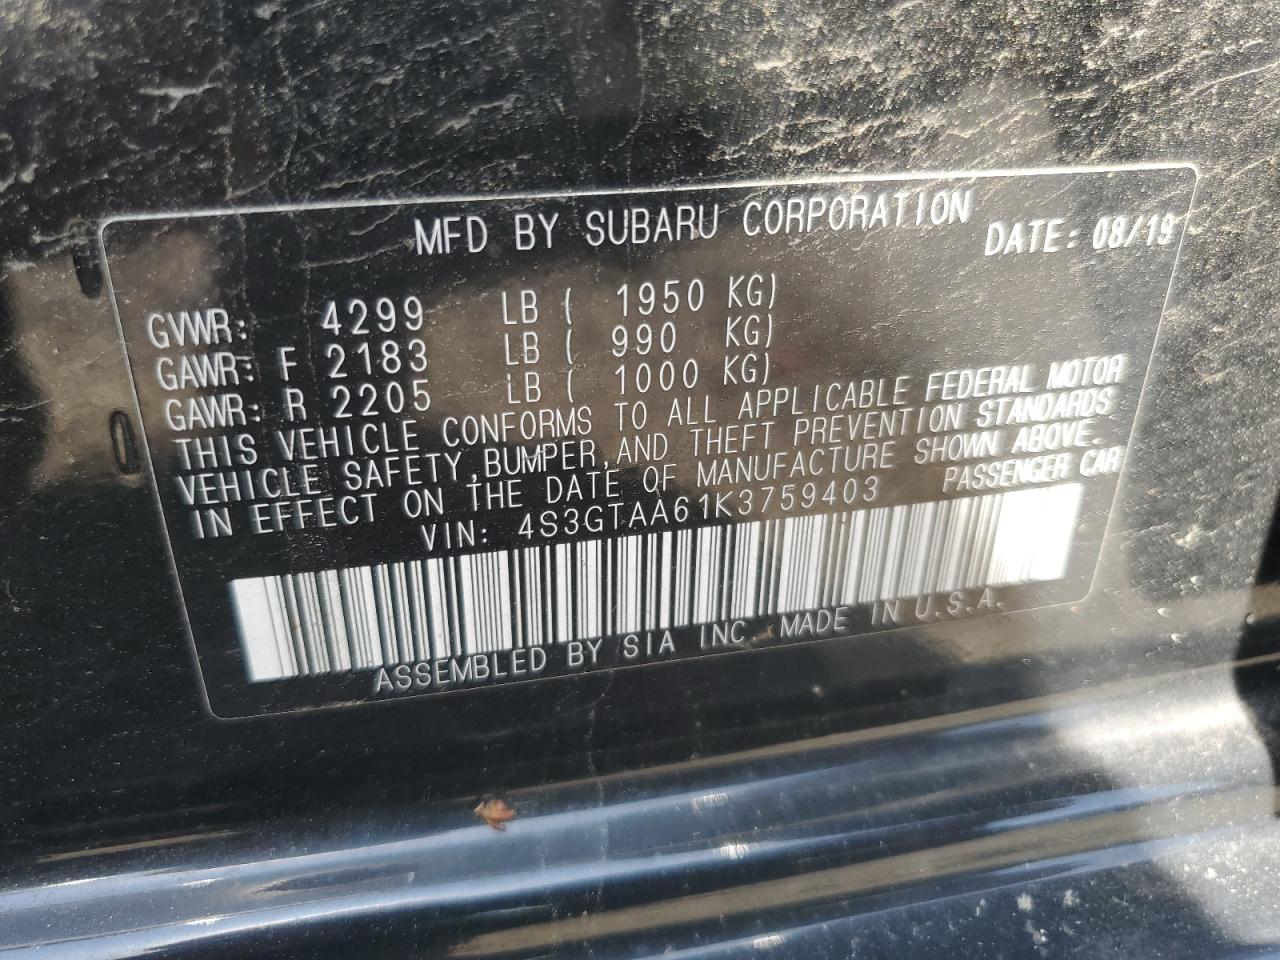 MFD BY SUBARU CORPORATION DATE: 08/19
GVWR: 4299 LB ( 1950 KG)
GAWR: F 2183 LB ( 990 KG)
GAWR: R 2205 LB ( 1000 KG)
THIS VEHICLE CONFORMS TO ALL APPLICABLE FEDERAL MOTOR
VEHICLE SAFETY, BUMPER, AND THEFT PREVENTION STANDARDS
IN EFFECT ON THE DATE OF MANUFACTURE SHOWN ABOVE.
VIN: 4S3GTAA61K3759403 PASSENGER CAR
ASSEMBLED BY SIA INC. MADE IN U.S.A.